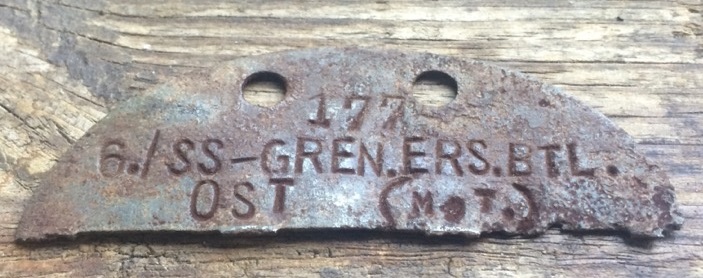 177
6./SS-GREN.ERS.BTL.
OST (MOT.)